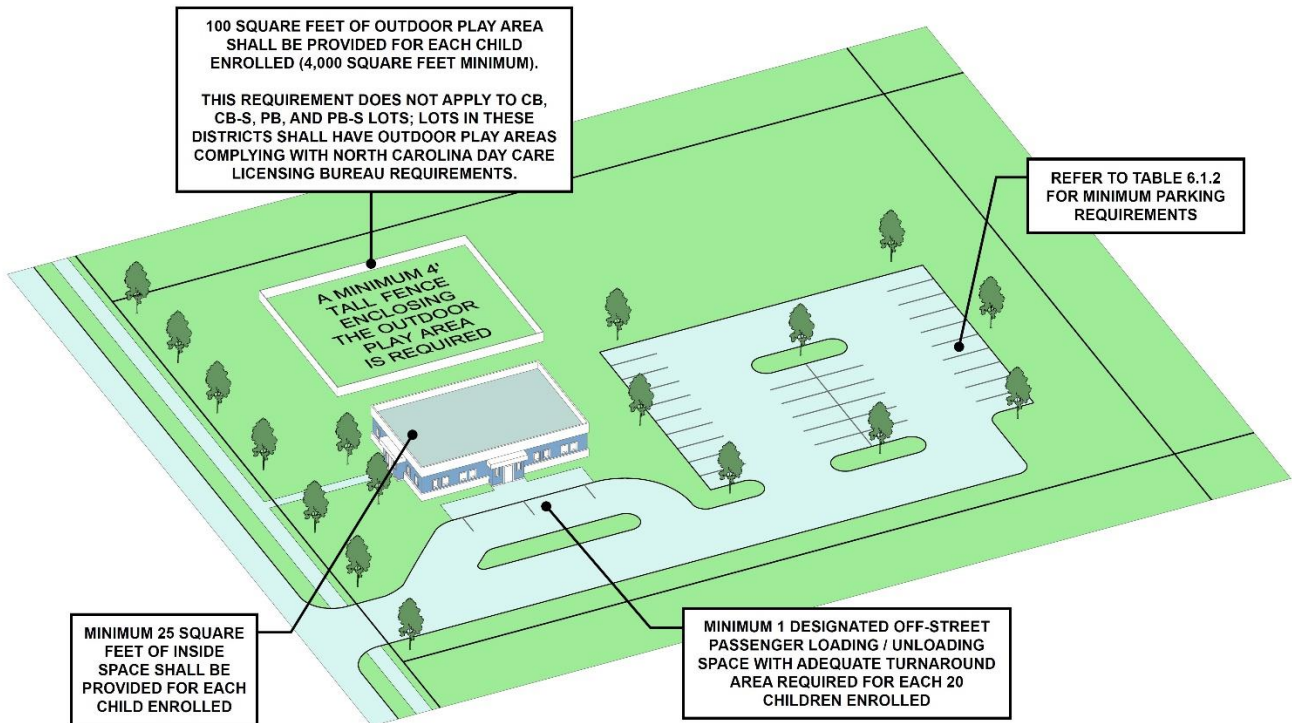 100 SQUARE FEET OF OUTDOOR PLAY AREA
SHALL BE PROVIDED FOR EACH CHILD
ENROLLED (4,000 SQUARE FEET MINIMUM).
THIS REQUIREMENT DOES NOT APPLY TO CB,
CB-S, PB, AND PB-S LOTS; LOTS IN THESE
DISTRICTS SHALL HAVE OUTDOOR PLAY AREAS
COMPLYING WITH NORTH CAROLINA DAY CARE
LICENSING BUREAU REQUIREMENTS.
REFER TO TABLE 6.1.2
FOR MINIMUM PARKING
REQUIREMENTS
A MINIMUM 4'
TALL FENCE
ENCLOSING
THE OUTDOOR
PLAY AREA
IS REQUIRED
MINIMUM 25 SQUARE
FEET OF INSIDE
SPACE SHALL BE
PROVIDED FOR EACH
CHILD ENROLLED
MINIMUM 1 DESIGNATED OFF-STREET
PASSENGER LOADING / UNLOADING
SPACE WITH ADEQUATE TURNAROUND
AREA REQUIRED FOR EACH 20
CHILDREN ENROLLED